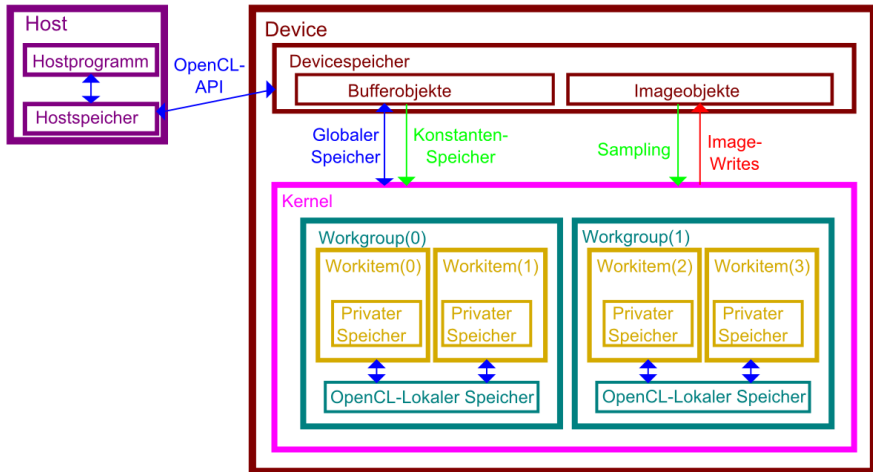 Host
Hostprogramm
Hostspeicher
OpenCL-
API
Device
Devicespeicher
Bufferobjekte
Imageobjekte
Globaler
Speicher
Konstanten-
Speicher
Sampling
Image-
Writes
Kernel
Workgroup(0)
Workitem(0)
Privater
Speicher
Workitem(1)
Privater
Speicher
OpenCL-Lokaler Speicher
Workgroup(1)
Workitem(2)
Privater
Speicher
Workitem(3)
Privater
Speicher
OpenCL-Lokaler Speicher